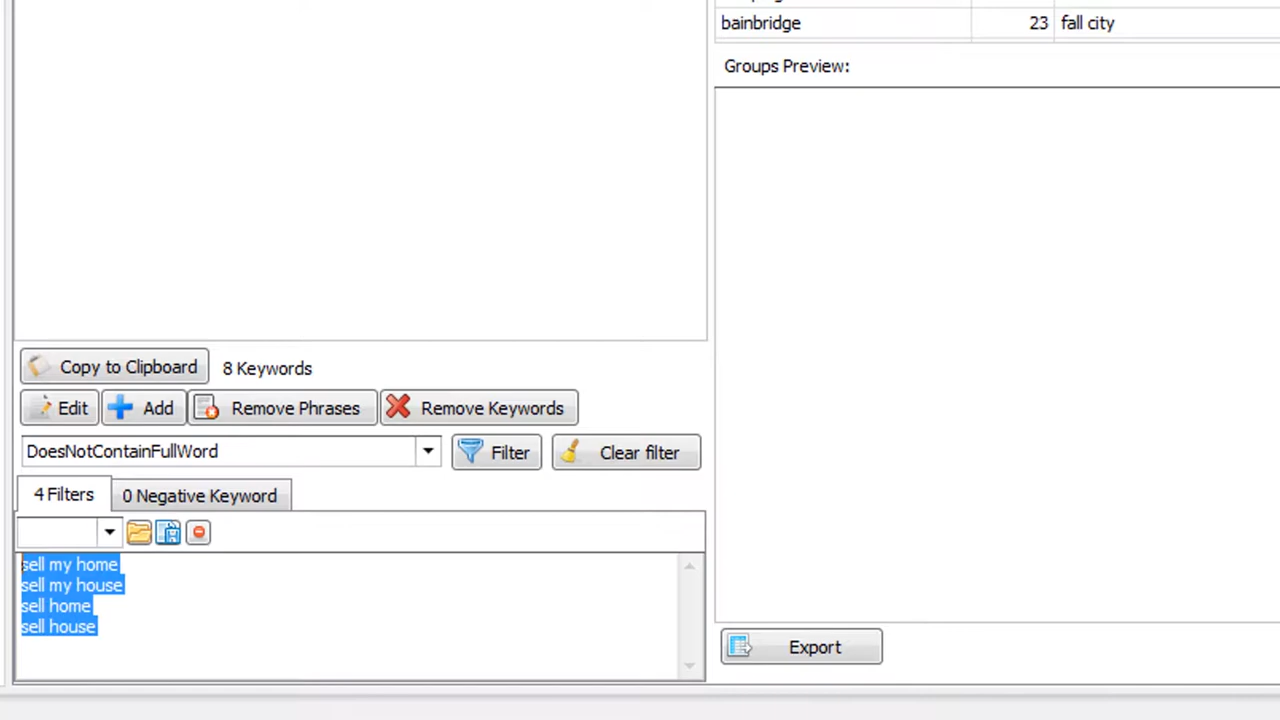 bainbridge 23 fall city
Groups Preview:
Copy to Clipboard 8 Keywords
Edit Add Remove Phrases Remove Keywords
DoesNotContainFullWord Filter Clear filter
4 Filters 0 Negative Keyword
sell my home
sell my house
sell home
sell house
Export